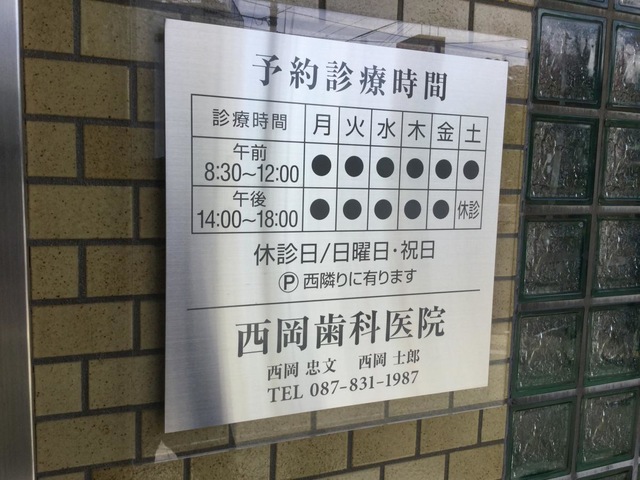 予約診療時間
診療時間 月 火 水 木 金 土
午前
8:30~12:00 ● ● ● ● ● ●
午後
14:00~18:00 ● ● ● ● ● 休診
休診日/日曜日・祝日
Ⓟ西隣りに有ります
西岡歯科医院
西岡 忠文 西岡 士郎
TEL 087-831-1987